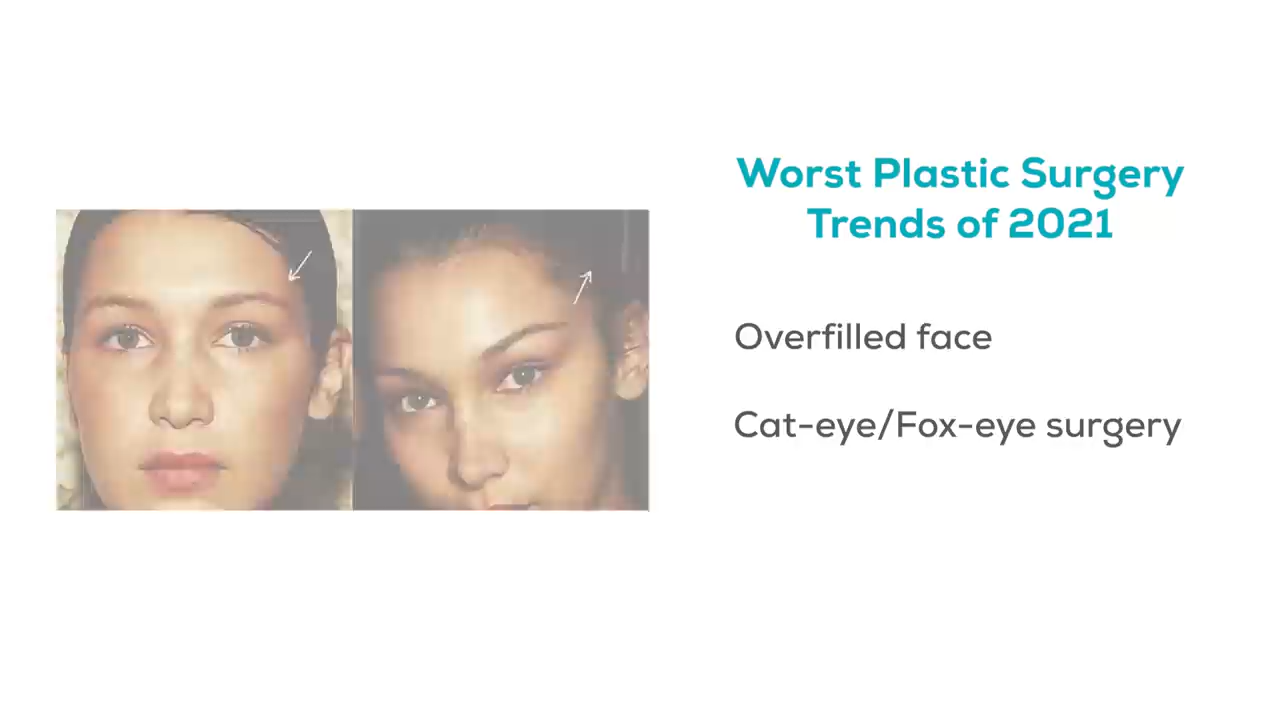 Worst Plastic Surgery
Trends of 2021
Overfilled face
Cat-eye/Fox-eye surgery